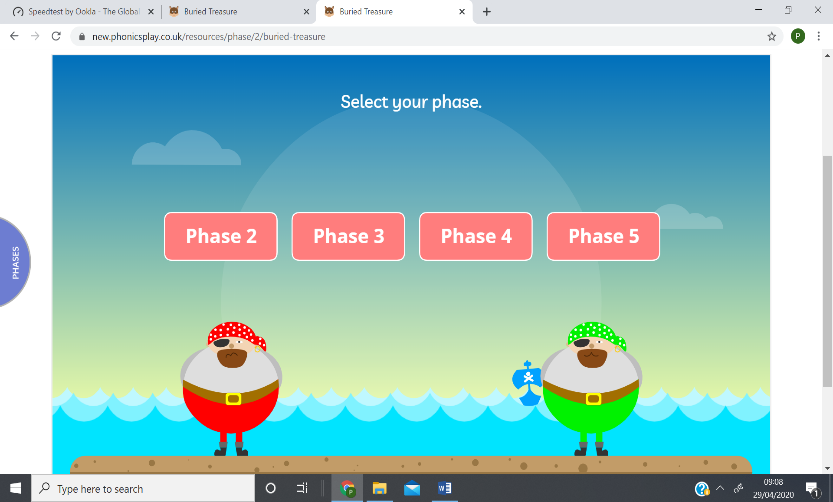 Speedtest by Ookla - The Global
Buried Treasure
Buried Treasure
new.phonicsplay.co.uk/resources/phase/2/buried-treasure
P
Select your phase.
Phase 2
Phase 3
Phase 4
Phase 5
PHASES
Type here to search
09:08
29/04/2020
1